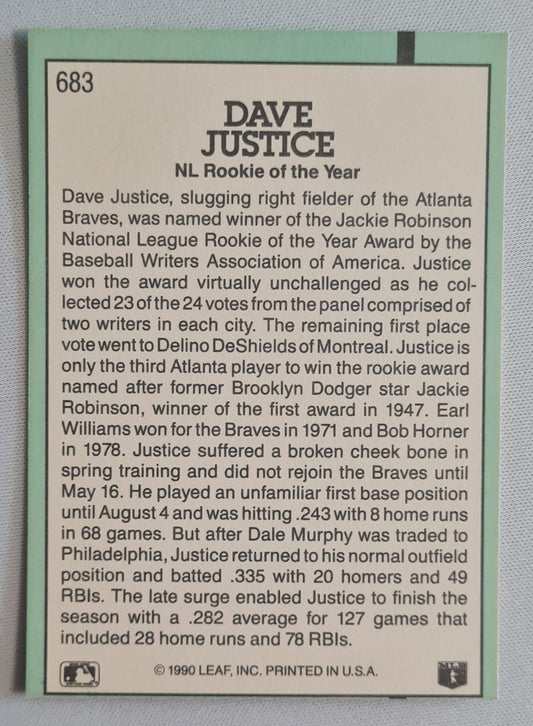 683
DAVE
JUSTICE
NL Rookie of the Year
Dave Justice, slugging right fielder of the Atlanta
Braves, was named winner of the Jackie Robinson
National League Rookie of the Year Award by the
Baseball Writers Association of America. Justice
won the award virtually unchallenged as he col-
lected 23 of the 24 votes from the panel comprised of
two writers in each city. The remaining first place
vote went to Delino DeShields of Montreal. Justice is
only the third Atlanta player to win the rookie award
named after former Brooklyn Dodger star Jackie
Robinson, winner of the first award in 1947. Earl
Williams won for the Braves in 1971 and Bob Horner
in 1978. Justice suffered a broken cheek bone in
spring training and did not rejoin the Braves until
May 16. He played an unfamiliar first base position
until August 4 and was hitting .243 with 8 home runs
in 68 games. But after Dale Murphy was traded to
Philadelphia, Justice returned to his normal outfield
position and batted .335 with 20 homers and 49
RBIs. The late surge enabled Justice to finish the
season with a .282 average for 127 games that
included 28 home runs and 78 RBIs.
© 1990 LEAF, INC. PRINTED IN U.S.A.